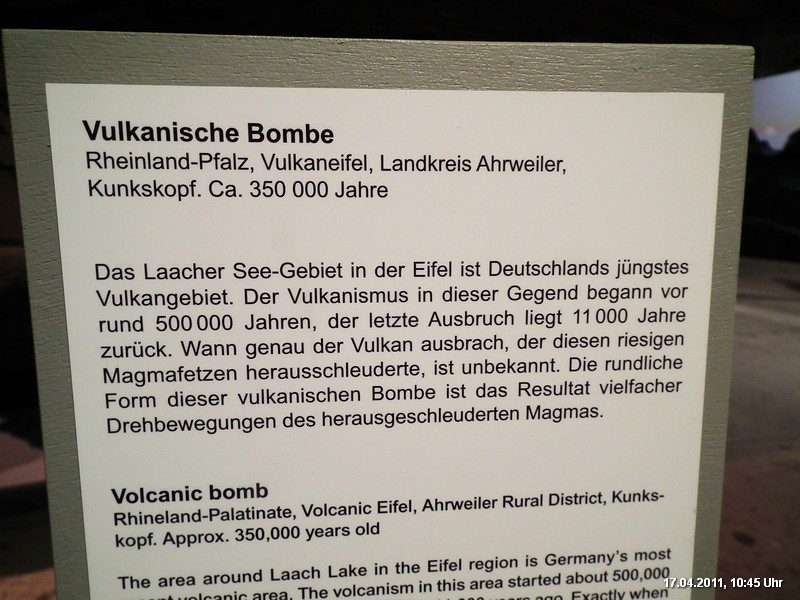 Vulkanische Bombe
Rheinland-Pfalz, Vulkaneifel, Landkreis Ahrweiler,
Kunkskopf. Ca. 350 000 Jahre
Das Laacher See-Gebiet in der Eifel ist Deutschlands jüngstes
Vulkangebiet. Der Vulkanismus in dieser Gegend begann vor
rund 500 000 Jahren, der letzte Ausbruch liegt 11 000 Jahre
zurück. Wann genau der Vulkan ausbrach, der diesen riesigen
Magmafetzen herausschleuderte, ist unbekannt. Die rundliche
Form dieser vulkanischen Bombe ist das Resultat vielfacher
Drehbewegungen des herausgeschleuderten Magmas.
Volcanic bomb
Rhineland-Palatinate, Volcanic Eifel, Ahrweiler Rural District, Kunks-
kopf. Approx. 350,000 years old
The area around Laach Lake in the Eifel region is Germany's most
volcanic area. The volcanism in this area started about 500,000
years ago. Exactly when
17.04.2011, 10:45 Uhr